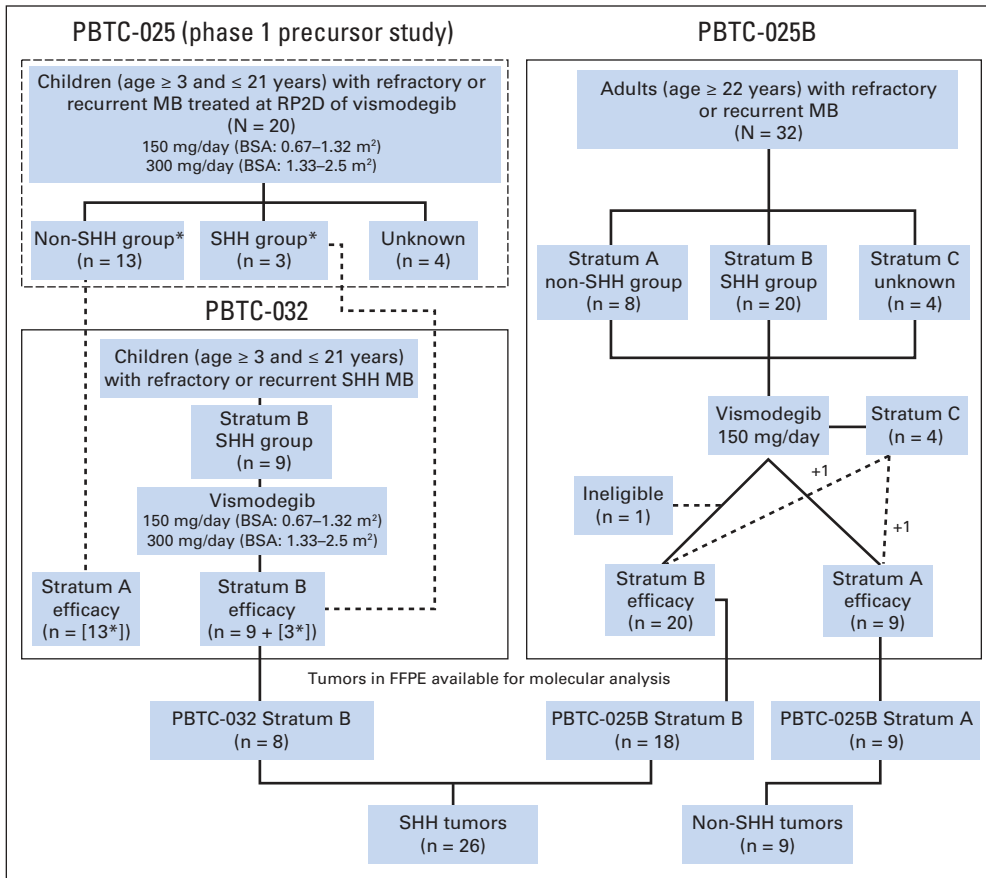 PBTC-025 (phase 1 precursor study)
Children (age ≥ 3 and ≤ 21 years) with refractory or
recurrent MB treated at RP2D of vismodegib
(N = 20)
150 mg/day (BSA: 0.67–1.32 m²)
300 mg/day (BSA: 1.33–2.5 m²)
Non-SHH group*
(n = 13)
SHH group*
(n = 3)
Unknown
(n = 4)
PBTC-032
Children (age ≥ 3 and ≤ 21 years)
with refractory or recurrent SHH MB
Stratum B
SHH group
(n = 9)
Vismodegib
150 mg/day (BSA: 0.67–1.32 m²)
300 mg/day (BSA: 1.33–2.5 m²)
Stratum A
efficacy
(n = [13*])
Stratum B
efficacy
(n = 9 + [3*])
PBTC-025B
Adults (age ≥ 22 years) with refractory
or recurrent MB
(N = 32)
Stratum A
non-SHH group
(n = 8)
Stratum B
SHH group
(n = 20)
Stratum C
unknown
(n = 4)
Vismodegib
150 mg/day
Stratum C
(n = 4)
+1
+1
Ineligible
(n = 1)
Stratum B
efficacy
(n = 20)
Stratum A
efficacy
(n = 9)
Tumors in FFPE available for molecular analysis
PBTC-032 Stratum B
(n = 8)
PBTC-025B Stratum B
(n = 18)
PBTC-025B Stratum A
(n = 9)
SHH tumors
(n = 26)
Non-SHH tumors
(n = 9)